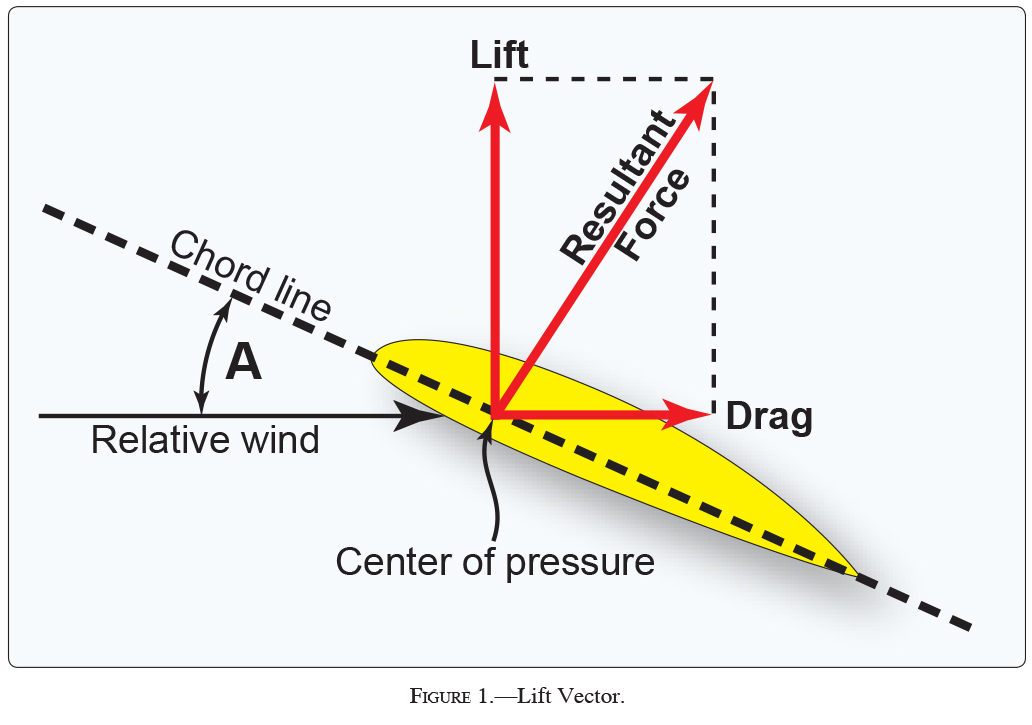 Lift
Resultant
Force
Chord line
A
Relative wind
Drag
Center of pressure
Figure 1.—Lift Vector.